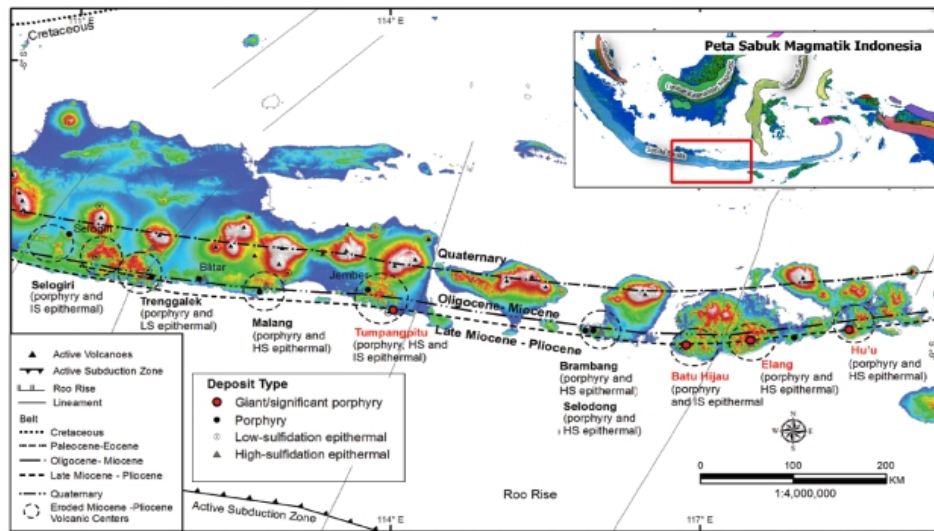 111° E
114° E
Cretaceous
Peta Sabuk Magmatik Indonesia
Quaternary
Oligocene- Miocene
Late Miocene - Pliocene
Selogiri
Blitar
Jember
Selogiri
(porphyry and
IS epithermal)
Trenggalek
(porphyry and
LS epithermal)
Malang
(porphyry and
HS epithermal)
Tumpangpitu
(porphyry, HS and
IS epithermal)
Brambang
(porphyry and
HS epithermal)
Selodong
(porphyry and
HS epithermal)
Batu Hijau
(porphyry
and IS epithermal)
Elang
(porphyry and
HS epithermal)
Hu'u
(porphyry and
HS epithermal)
Active Volcanoes
Active Subduction Zone
Roo Rise
Lineament
Belt
Cretaceous
Paleocene-Eocene
Oligocene- Miocene
Late Miocene - Pliocene
Quaternary
Eroded Miocene -Pliocene
Volcanic Centers
Deposit Type
Giant/significant porphyry
Porphyry
Low-sulfidation epithermal
High-sulfidation epithermal
Active Subduction Zone
Roo Rise
N
W
E
S
0
100
200
KM
1:4,000,000
114° E
117° E